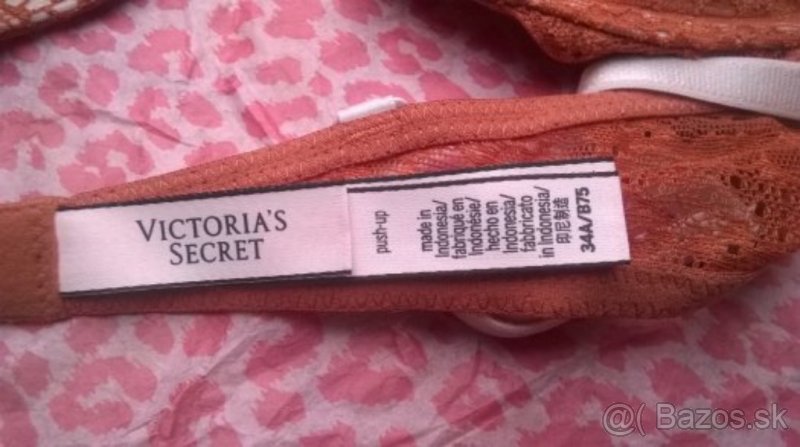 VICTORIA'S
SECRET
push-up
made in
Indonesia/
fabriqué en
Indonésie/
hecho en
Indonesia/
fabricato
in Indonesia/
印尼制造
34A/B75
@( Bazos.sk